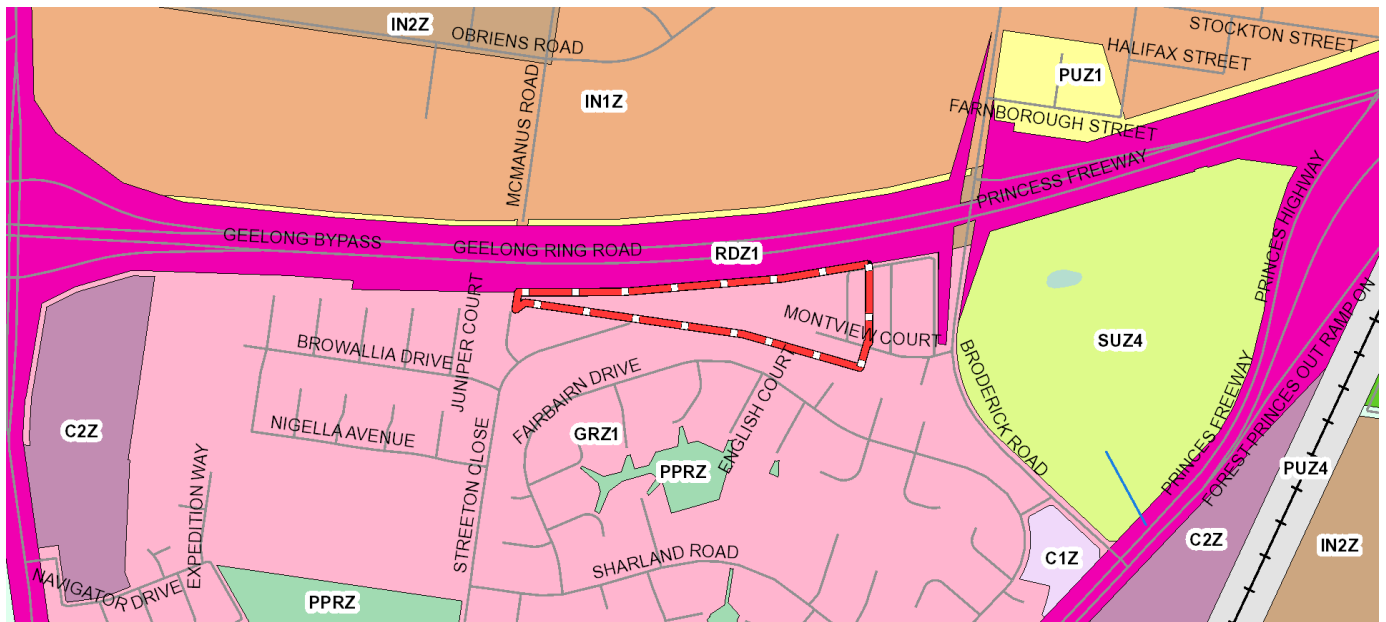 IN2Z
OBRIENS ROAD
STOCKTON STREET
HALIFAX STREET
PUZ1
MCMANUS ROAD
IN1Z
FARNBOROUGH STREET
PRINCESS FREEWAY
PRINCES HIGHWAY
GEELONG BYPASS
GEELONG RING ROAD
RDZ1
JUNIPER COURT
MONTVIEW COURT
BROWALLIA DRIVE
SUZ4
BRODERICK ROAD
PRINCES FREEWAY
FOREST PRINCES OUT RAMP ON
FAIRBAIRN DRIVE
ENGLISH COURT
C2Z
NIGELLA AVENUE
GRZ1
PPRZ
PUZ4
EXPEDITION WAY
STREETON CLOSE
C2Z
IN2Z
SHARLAND ROAD
C1Z
NAVIGATOR DRIVE
PPRZ